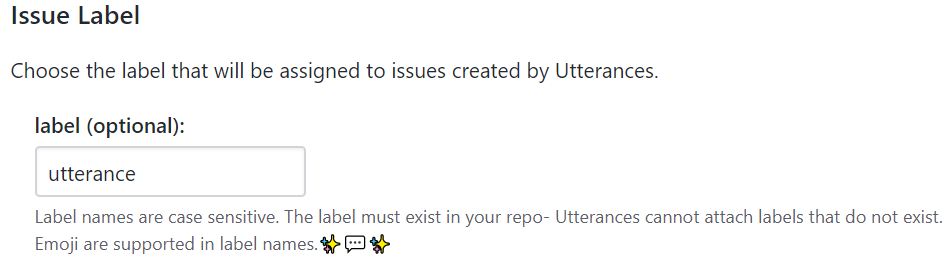 Issue Label
Choose the label that will be assigned to issues created by Utterances.
label (optional):
utterance
Label names are case sensitive. The label must exist in your repo- Utterances cannot attach labels that do not exist.
Emoji are supported in label names.✨💬✨